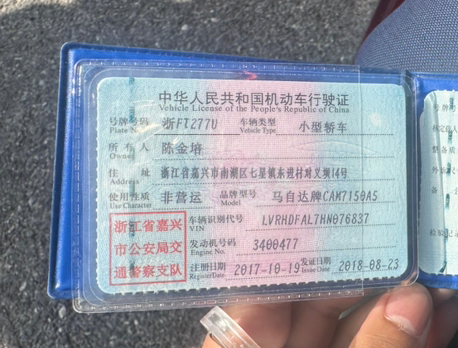 中华人民共和国机动车行驶证
Vehicle License of the People's Republic of China
号牌号码 浙FT277U 车辆类型 小型轿车
Plate No. Vehicle Type
所有人 陈金培
Owner
住址 浙江省嘉兴市南湖区七星镇东进村对义坝14号
Address
使用性质 非营运 品牌型号 马自达牌CAM7150A5
Use Character Model
浙江省嘉兴
市公安局交
通警察支队
车辆识别代号 LVRHDFAL7HN076837
VIN
发动机号码 3400477
Engine No.
注册日期 2017-10-19 发证日期 2018-08-23
Register Date Issue Date